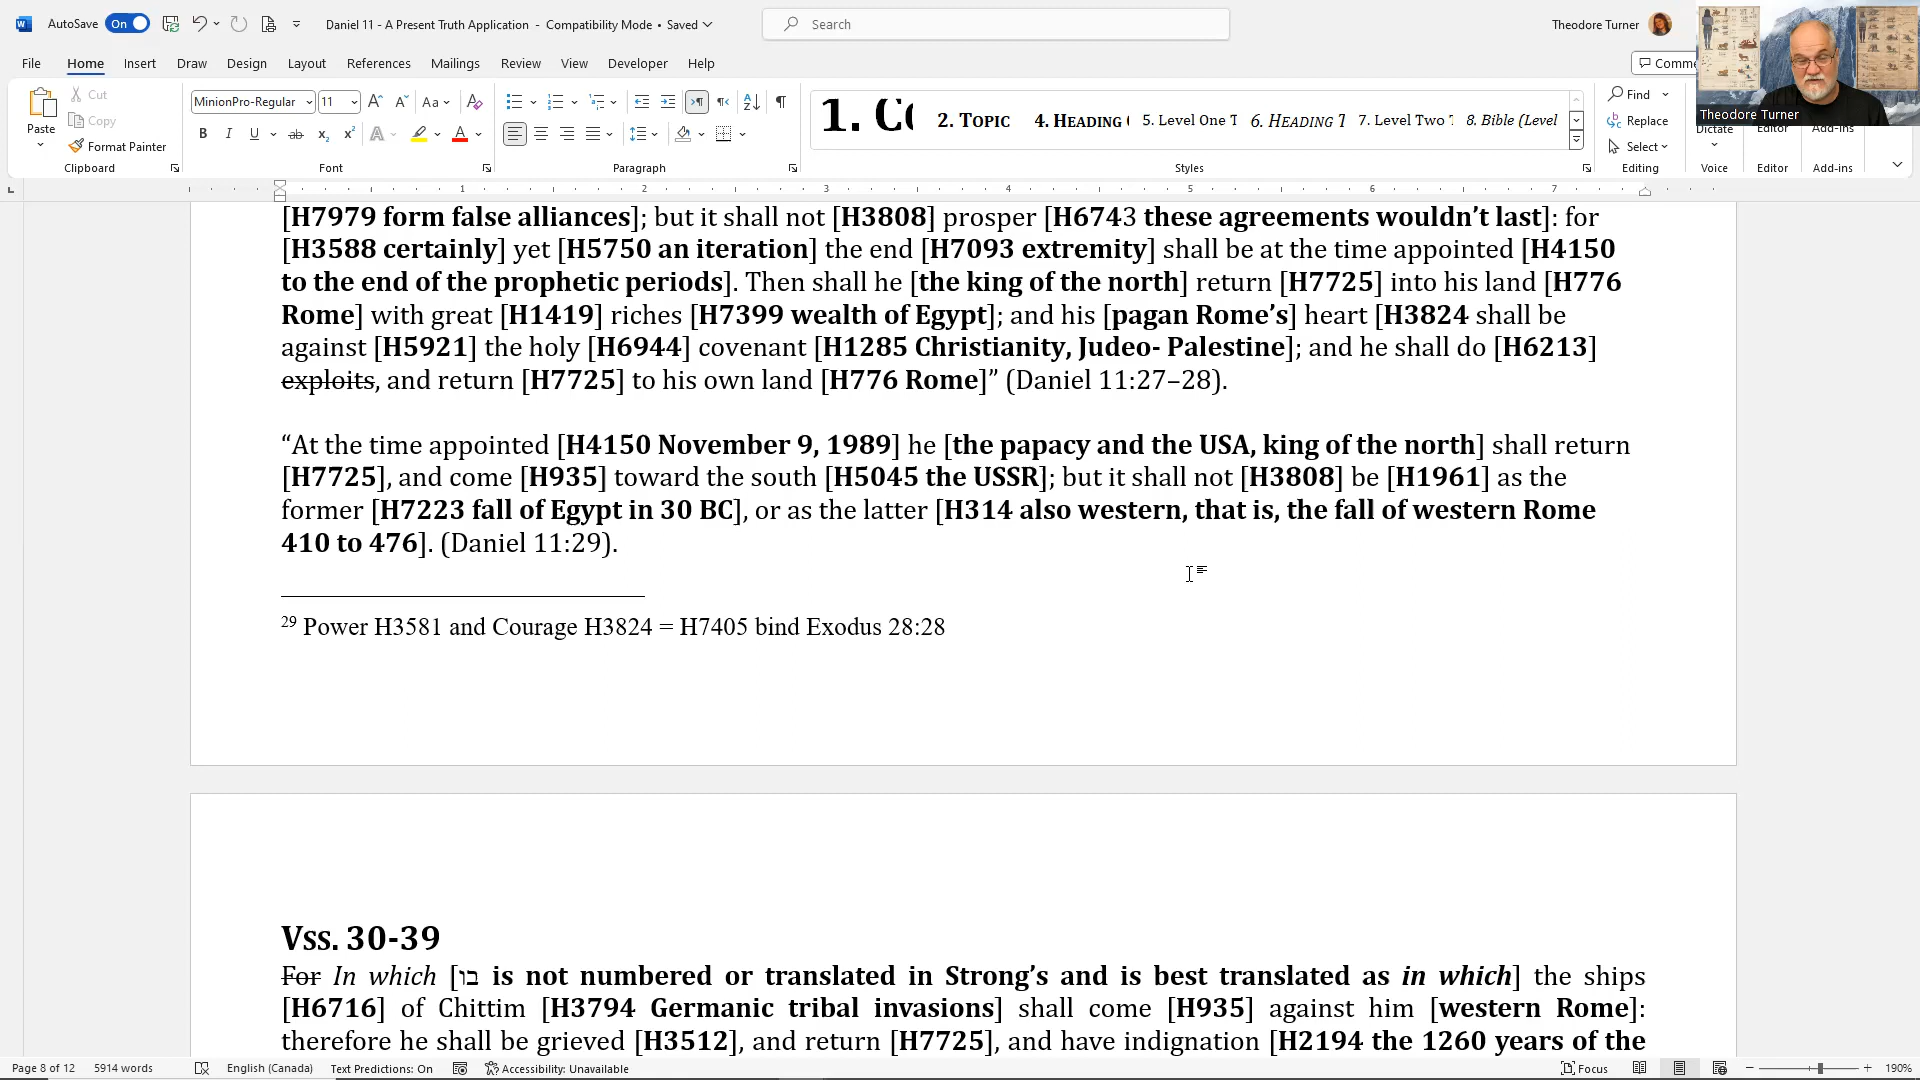 AutoSave On Daniel 11 - A Present Truth Application - Compatibility Mode • Saved Search Theodore Turner
File Home Insert Draw Design Layout References Mailings Review View Developer Help Comme
Paste Cut Copy Format Painter Clipboard
MinionPro-Regular 11 Aa Font
Paragraph
1. Co 2. Topic 4. Heading 5. Level One T 6. Heading T 7. Level Two T 8. Bible (Level Styles
Find Replace Select Editing
Dictate Voice Editor Editor Add-ins Add-ins
Theodore Turner
1 2 3 4 5 6 7
[H7979 form false alliances]; but it shall not [H3808] prosper [H6743 these agreements wouldn’t last]: for
[H3588 certainly] yet [H5750 an iteration] the end [H7093 extremity] shall be at the time appointed [H4150
to the end of the prophetic periods]. Then shall he [the king of the north] return [H7725] into his land [H776
Rome] with great [H1419] riches [H7399 wealth of Egypt]; and his [pagan Rome’s] heart [H3824 shall be
against [H5921] the holy [H6944] covenant [H1285 Christianity, Judeo- Palestine]; and he shall do [H6213]
exploits, and return [H7725] to his own land [H776 Rome]” (Daniel 11:27–28).
“At the time appointed [H4150 November 9, 1989] he [the papacy and the USA, king of the north] shall return
[H7725], and come [H935] toward the south [H5045 the USSR]; but it shall not [H3808] be [H1961] as the
former [H7223 fall of Egypt in 30 BC], or as the latter [H314 also western, that is, the fall of western Rome
410 to 476]. (Daniel 11:29).
29 Power H3581 and Courage H3824 = H7405 bind Exodus 28:28
Vss. 30-39
For In which [בו is not numbered or translated in Strong’s and is best translated as in which] the ships
[H6716] of Chittim [H3794 Germanic tribal invasions] shall come [H935] against him [western Rome]:
therefore he shall be grieved [H3512], and return [H7725], and have indignation [H2194 the 1260 years of the
Page 8 of 12 5914 words English (Canada) Text Predictions: On Accessibility: Unavailable Focus 190%